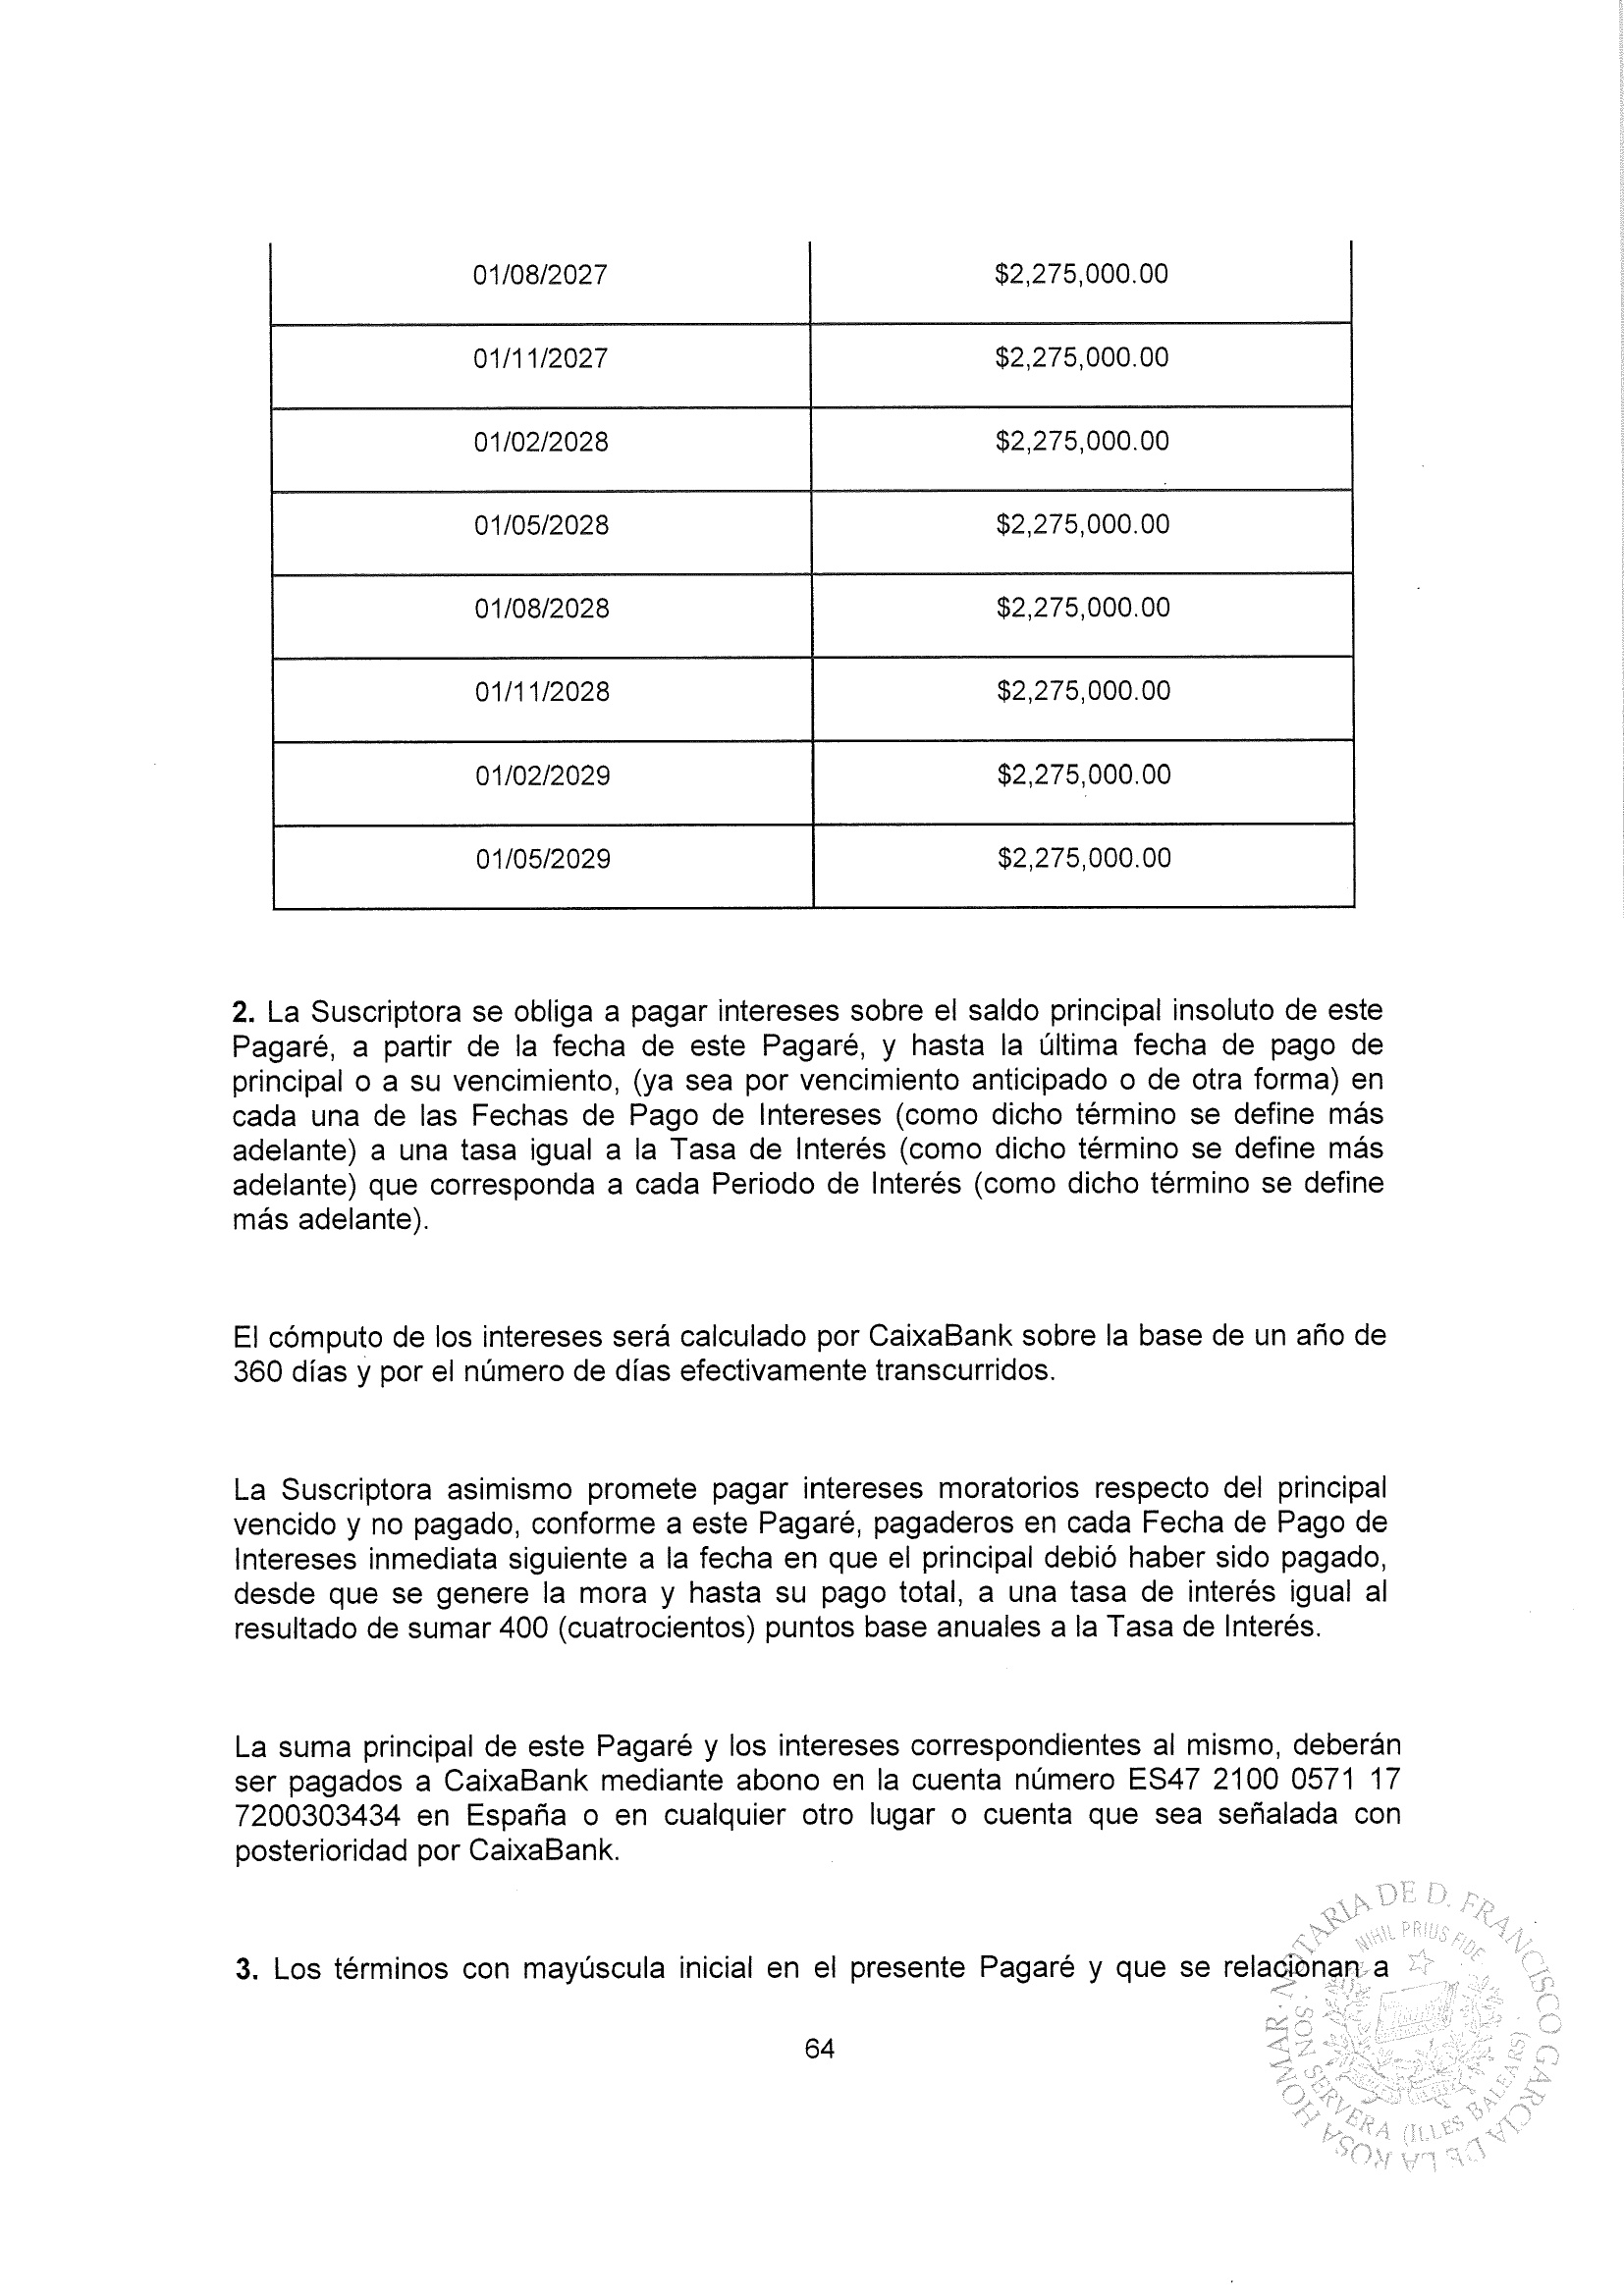 01/08/2027 $2,275,000.00
01/11/2027 $2,275,000.00
01/02/2028 $2,275,000.00
01/05/2028 $2,275,000.00
01/08/2028 $2,275,000.00
01/11/2028 $2,275,000.00
01/02/2029 $2,275,000.00
01/05/2029 $2,275,000.00
2. La Suscriptora se obliga a pagar intereses sobre el saldo principal insoluto de este
Pagaré, a partir de la fecha de este Pagaré, y hasta la última fecha de pago de
principal o a su vencimiento, (ya sea por vencimiento anticipado o de otra forma) en
cada una de las Fechas de Pago de Intereses (como dicho término se define más
adelante) a una tasa igual a la Tasa de Interés (como dicho término se define más
adelante) que corresponda a cada Periodo de Interés (como dicho término se define
más adelante).
El cómputo de los intereses será calculado por CaixaBank sobre la base de un año de
360 días y por el número de días efectivamente transcurridos.
La Suscriptora asimismo promete pagar intereses moratorios respecto del principal
vencido y no pagado, conforme a este Pagaré, pagaderos en cada Fecha de Pago de
Intereses inmediata siguiente a la fecha en que el principal debió haber sido pagado,
desde que se genere la mora y hasta su pago total, a una tasa de interés igual al
resultado de sumar 400 (cuatrocientos) puntos base anuales a la Tasa de Interés.
La suma principal de este Pagaré y los intereses correspondientes al mismo, deberán
ser pagados a CaixaBank mediante abono en la cuenta número ES47 2100 0571 17
7200303434 en España o en cualquier otro lugar o cuenta que sea señalada con
posterioridad por CaixaBank.
3. Los términos con mayúscula inicial en el presente Pagaré y que se relacionan a
64
NOTARIA DE D. FRANCISCO GARCIA DE LA ROSA HOMAR
NIHIL PRIUS FIDE
SON SERVERA (ILLES BALEARS)